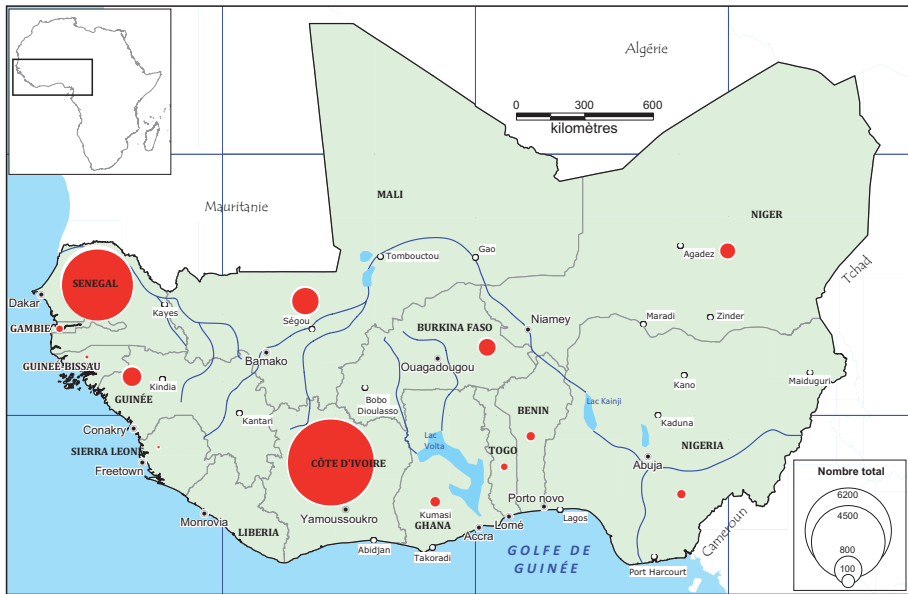 Algérie
0 300 600
kilomètres
MALI
Mauritanie
NIGER
Agadez
Gao
Tombouctou
Tchad
SENEGAL
Dakar
Kayes
Ségou
Maradi
Zinder
GAMBIE
BURKINA FASO
Niamey
Bamako
GUINEÉ-BISSAU
Ouagadougou
Maiduguri
Kano
Kindia
GUINÉE
Bobo
Dioulasso
Lac Kainji
BENIN
Kantari
Kaduna
Conakry
Lac
Volta
NIGERIA
SIERRA LEONE
TOGO
CÔTE D'IVOIRE
Abuja
Freetown
Nombre total
6200
4500
800
100
Porto novo
Kumasi
Yamoussoukro
Monrovia
GHANA
Lomé
Lagos
LIBERIA
Accra
Cameroun
Abidjan
Takoradi
GOLFE DE
GUINÉE
Port Harcourt